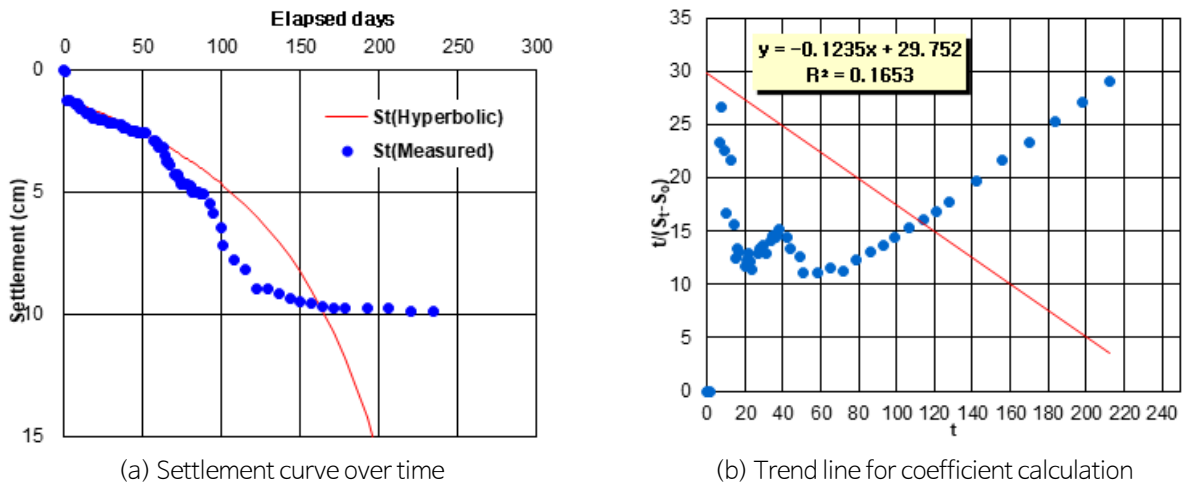 Elapsed days
0 50 100 150 200 250 300
0
5
10
15
Settlement (cm)
St(Hyperbolic)
St(Measured)
(a) Settlement curve over time
35
30
25
20
15
10
5
0
t/(St-So)
y = -0.1235x + 29.752
R² = 0.1653
0 20 40 60 80 100 120 140 160 180 200 220 240
t
(b) Trend line for coefficient calculation